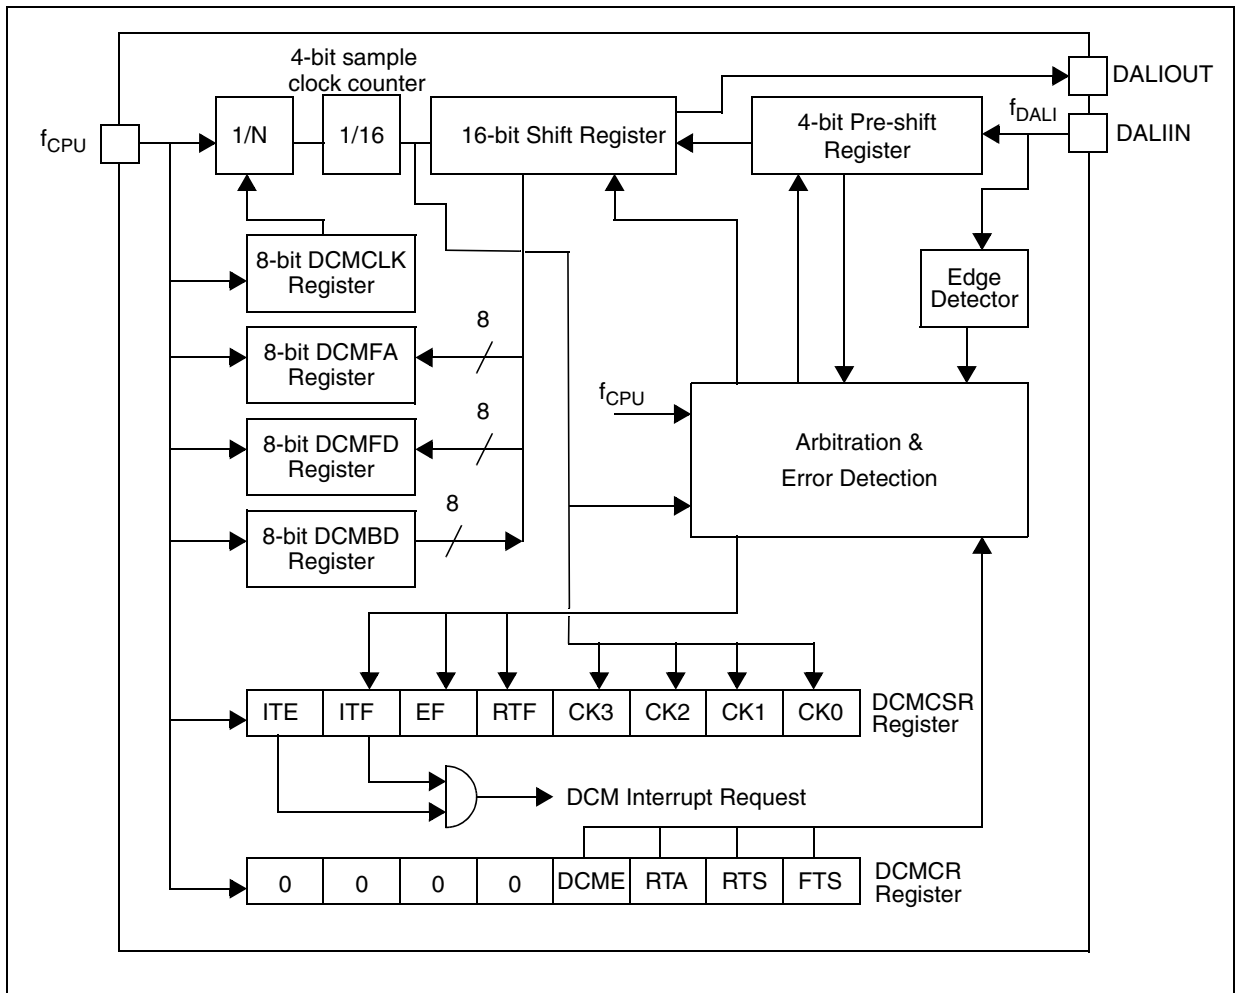 4-bit sample
clock counter
DALIOUT
fCPU
1/N
1/16
16-bit Shift Register
4-bit Pre-shift
Register
fDALI
DALIIN
8-bit DCMCLK
Register
Edge
Detector
8
8-bit DCMFA
Register
fCPU
8
8-bit DCMFD
Register
Arbitration &
Error Detection
8
8-bit DCMBD
Register
ITE ITF EF RTF CK3 CK2 CK1 CK0
DCMCSR
Register
DCM Interrupt Request
0 0 0 0 DCME RTA RTS FTS
DCMCR
Register